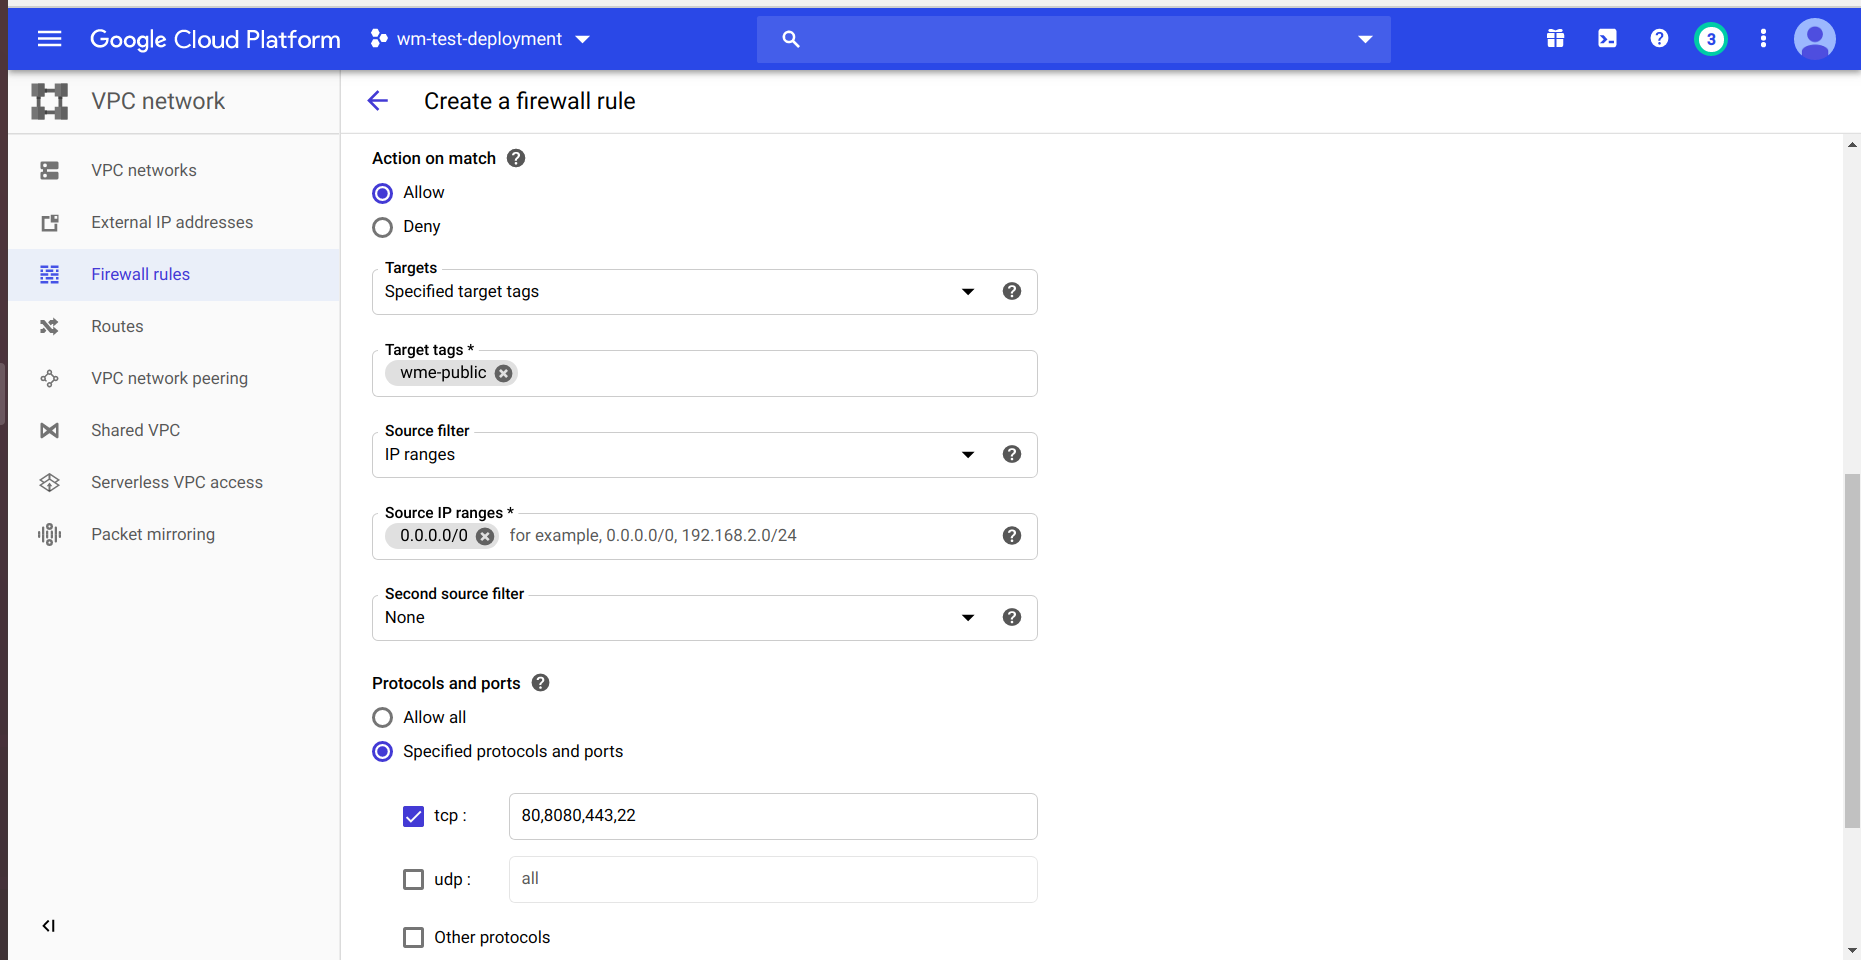 Google Cloud Platform wm-test-deployment 3
VPC network
Create a firewall rule
VPC networks
External IP addresses
Firewall rules
Routes
VPC network peering
Shared VPC
Serverless VPC access
Packet mirroring
Action on match
Allow
Deny
Targets
Specified target tags
Target tags *
wme-public
Source filter
IP ranges
Source IP ranges *
0.0.0.0/0 for example, 0.0.0.0/0, 192.168.2.0/24
Second source filter
None
Protocols and ports
Allow all
Specified protocols and ports
tcp : 80,8080,443,22
udp : all
Other protocols